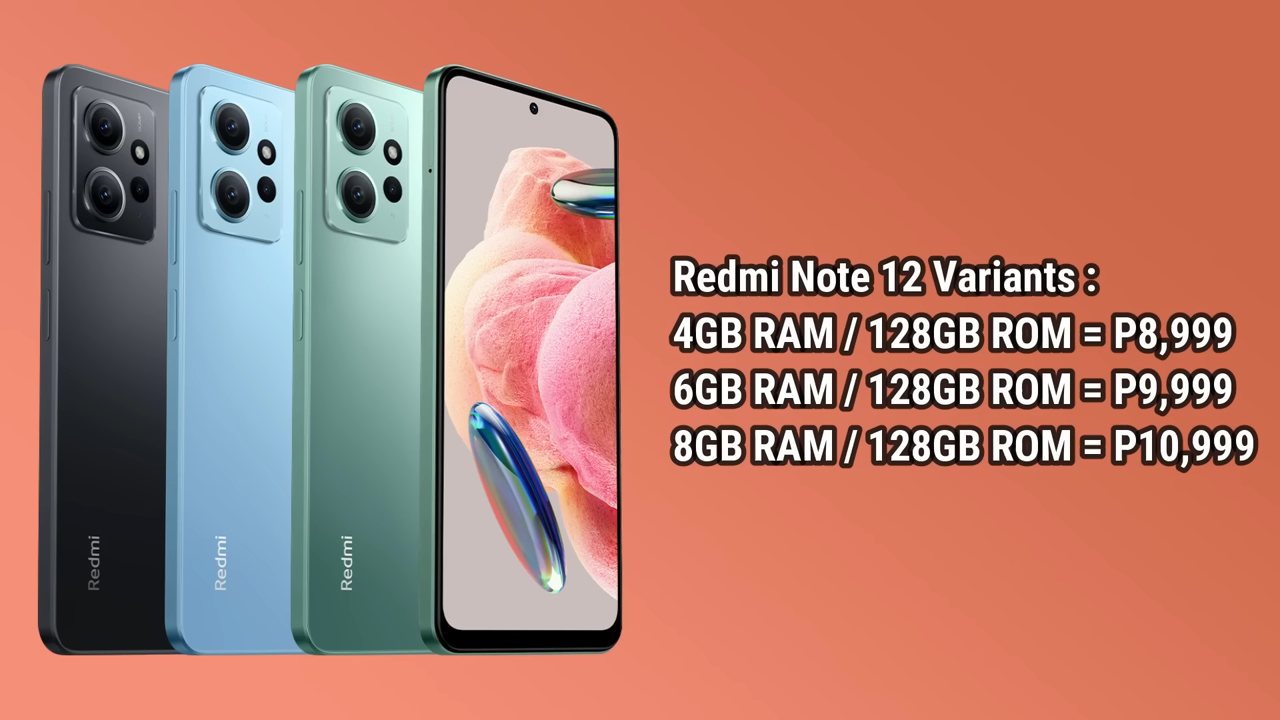 Redmi
Redmi
Redmi
Redmi Note 12 Variants :
4GB RAM / 128GB ROM = P8,999
6GB RAM / 128GB ROM = P9,999
8GB RAM / 128GB ROM = P10,999